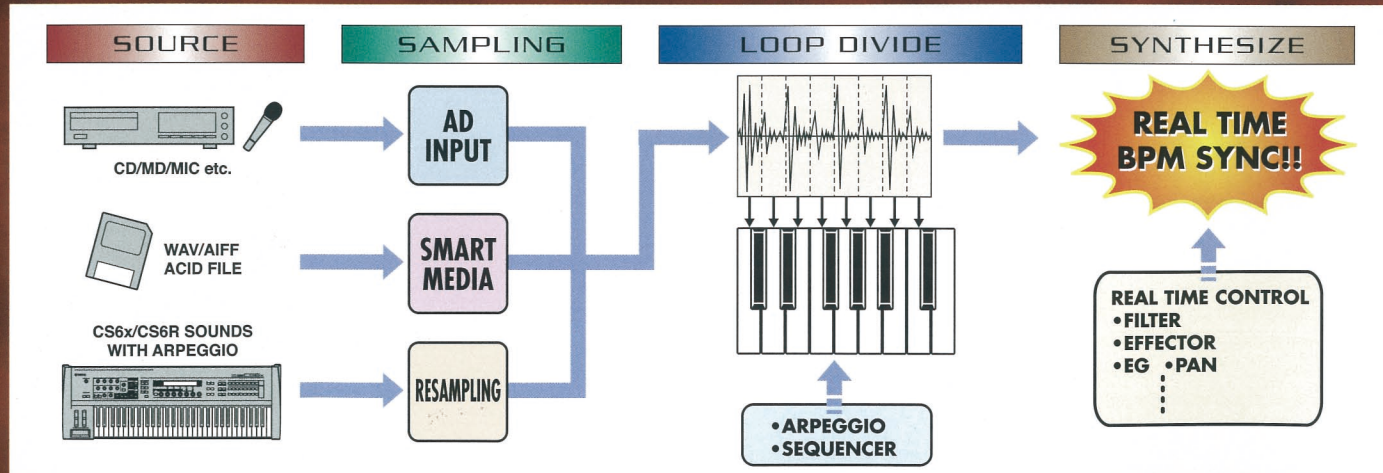 SOURCE
SAMPLING
LOOP DIVIDE
SYNTHESIZE
CD/MD/MIC etc.
AD
INPUT
REAL TIME
BPM SYNC!!
WAV/AIFF
ACID FILE
SMART
MEDIA
CS6x/CS6R SOUNDS
WITH ARPEGGIO
RESAMPLING
•ARPEGGIO
•SEQUENCER
REAL TIME CONTROL
•FILTER
•EFFECTOR
•EG •PAN